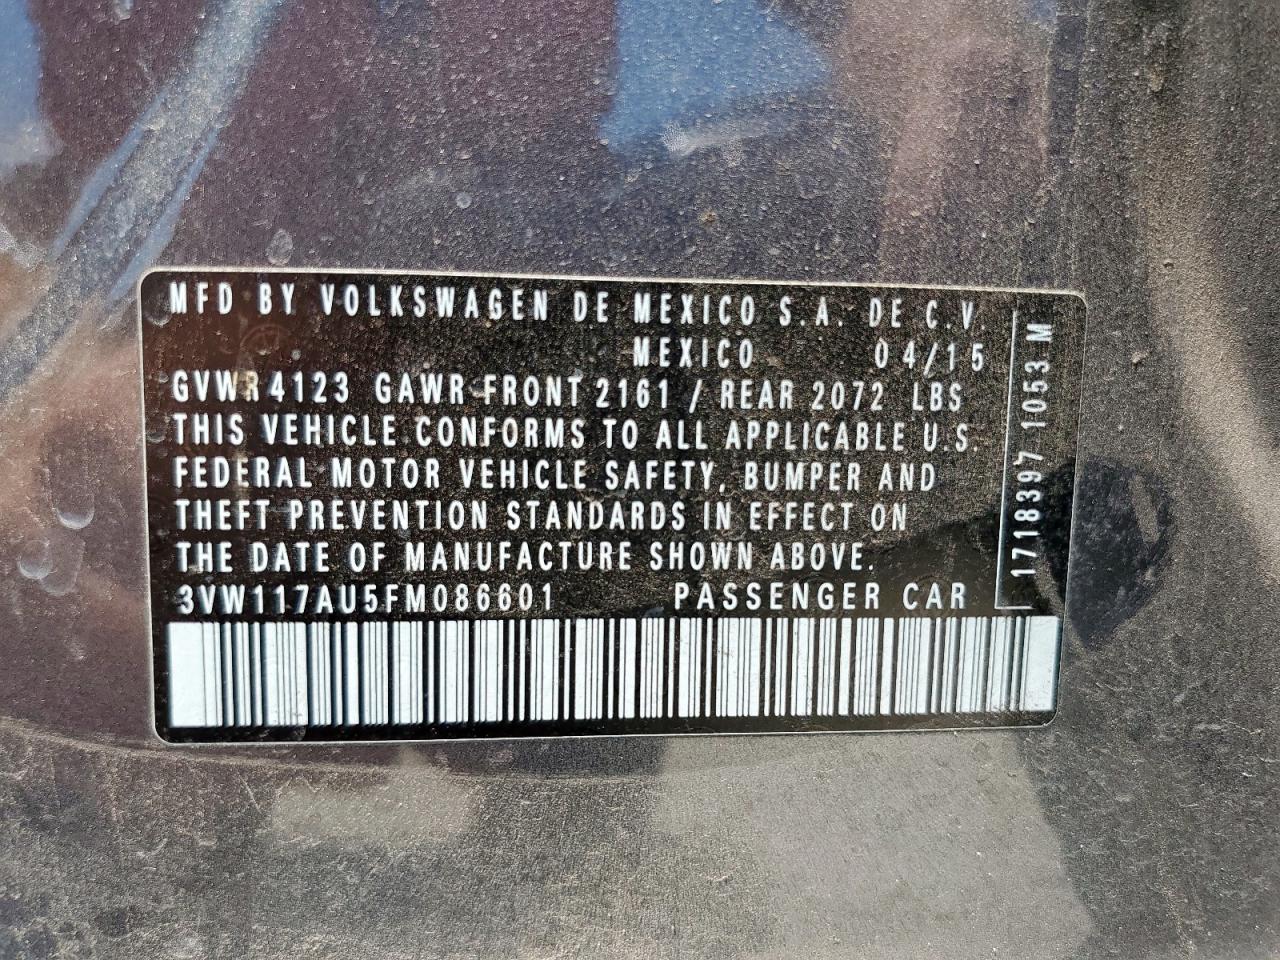 MFD BY VOLKSWAGEN DE MEXICO S.A. DE C.V.
MEXICO 04/15
GVWR 4123 GAWR FRONT 2161 / REAR 2072 LBS
THIS VEHICLE CONFORMS TO ALL APPLICABLE U.S.
FEDERAL MOTOR VEHICLE SAFETY, BUMPER AND
THEFT PREVENTION STANDARDS IN EFFECT ON
THE DATE OF MANUFACTURE SHOWN ABOVE.
3VW117AU5FM086601 PASSENGER CAR
1718397 1053 M